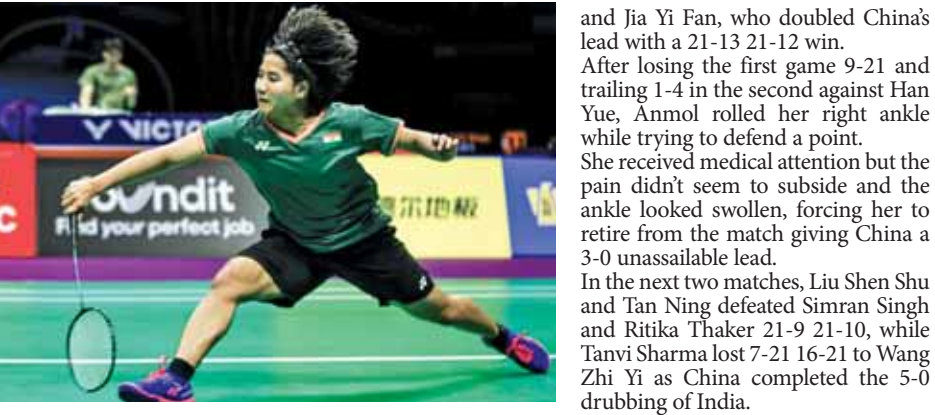 VICTO
oundit
Find your perfect job
C
尔地板
and Jia Yi Fan, who doubled China's
lead with a 21-13 21-12 win.
After losing the first game 9-21 and
trailing 1-4 in the second against Han
Yue, Anmol rolled her right ankle
while trying to defend a point.
She received medical attention but the
pain didn't seem to subside and the
ankle looked swollen, forcing her to
retire from the match giving China a
3-0 unassailable lead.
In the next two matches, Liu Shen Shu
and Tan Ning defeated Simran Singh
and Ritika Thaker 21-9 21-10, while
Tanvi Sharma lost 7-21 16-21 to Wang
Zhi Yi as China completed the 5-0
drubbing of India.